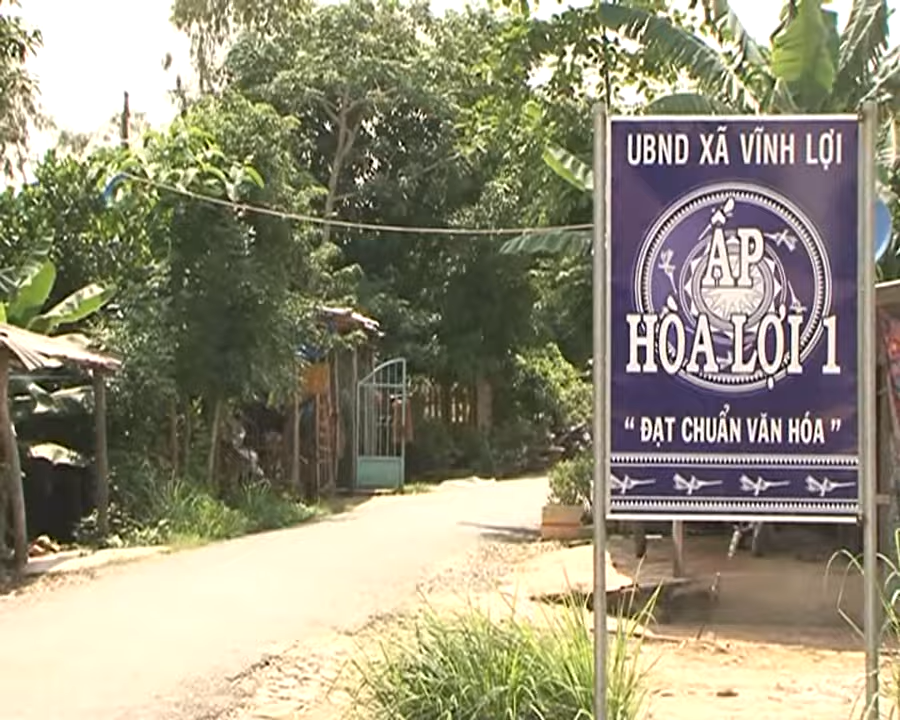 UBND XÃ VĨNH LỢI
ẤP
HÒA LỢI 1
“ ĐẠT CHUẨN VĂN HÓA ”